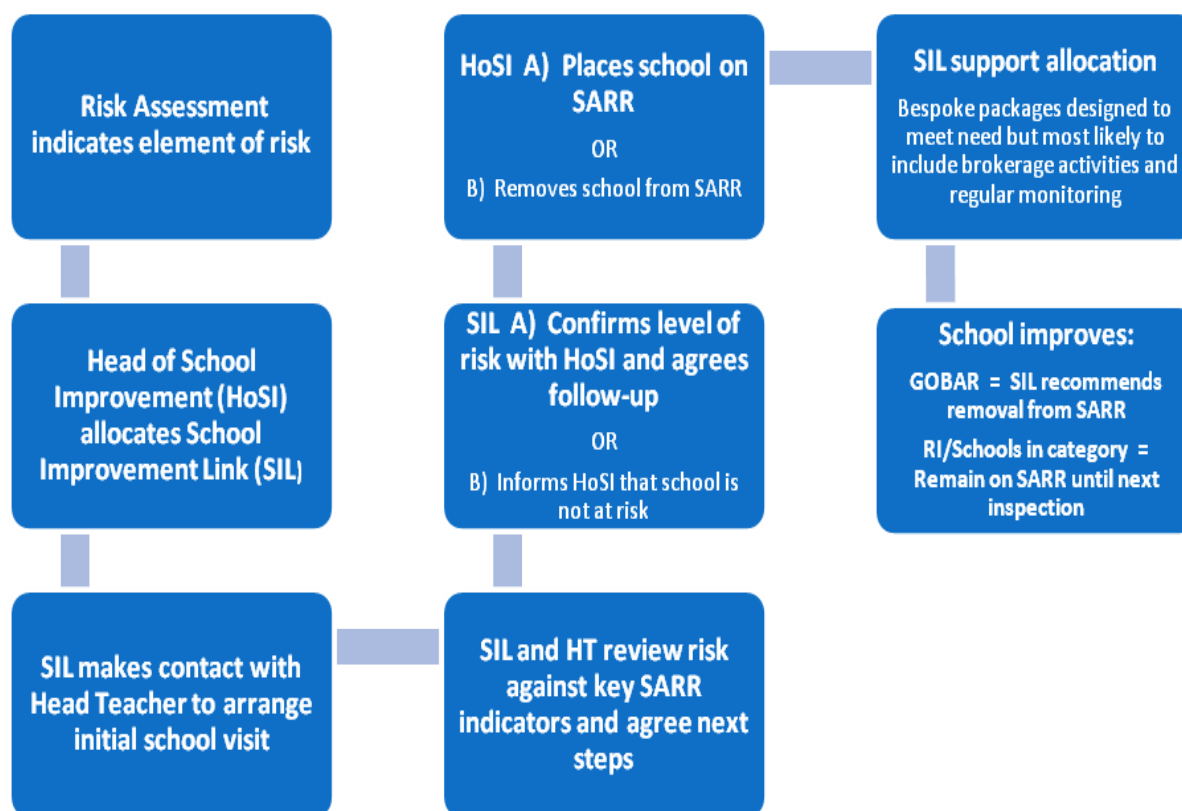 Risk Assessment
indicates element of risk
Head of School
Improvement (HoSI)
allocates School
Improvement Link (SIL)
SIL makes contact with
Head Teacher to arrange
initial school visit
SIL and HT review risk
against key SARR
indicators and agree next
steps
SIL A) Confirms level of
risk with HoSI and agrees
follow-up
OR
B) Informs HoSI that school is
not at risk
HoSI A) Places school on
SARR
OR
B) Removes school from SARR
SIL support allocation
Bespoke packages designed to
meet need but most likely to
include brokerage activities and
regular monitoring
School improves:
GOBAR = SIL recommends
removal from SARR
RI/Schools in category =
Remain on SARR until next
inspection